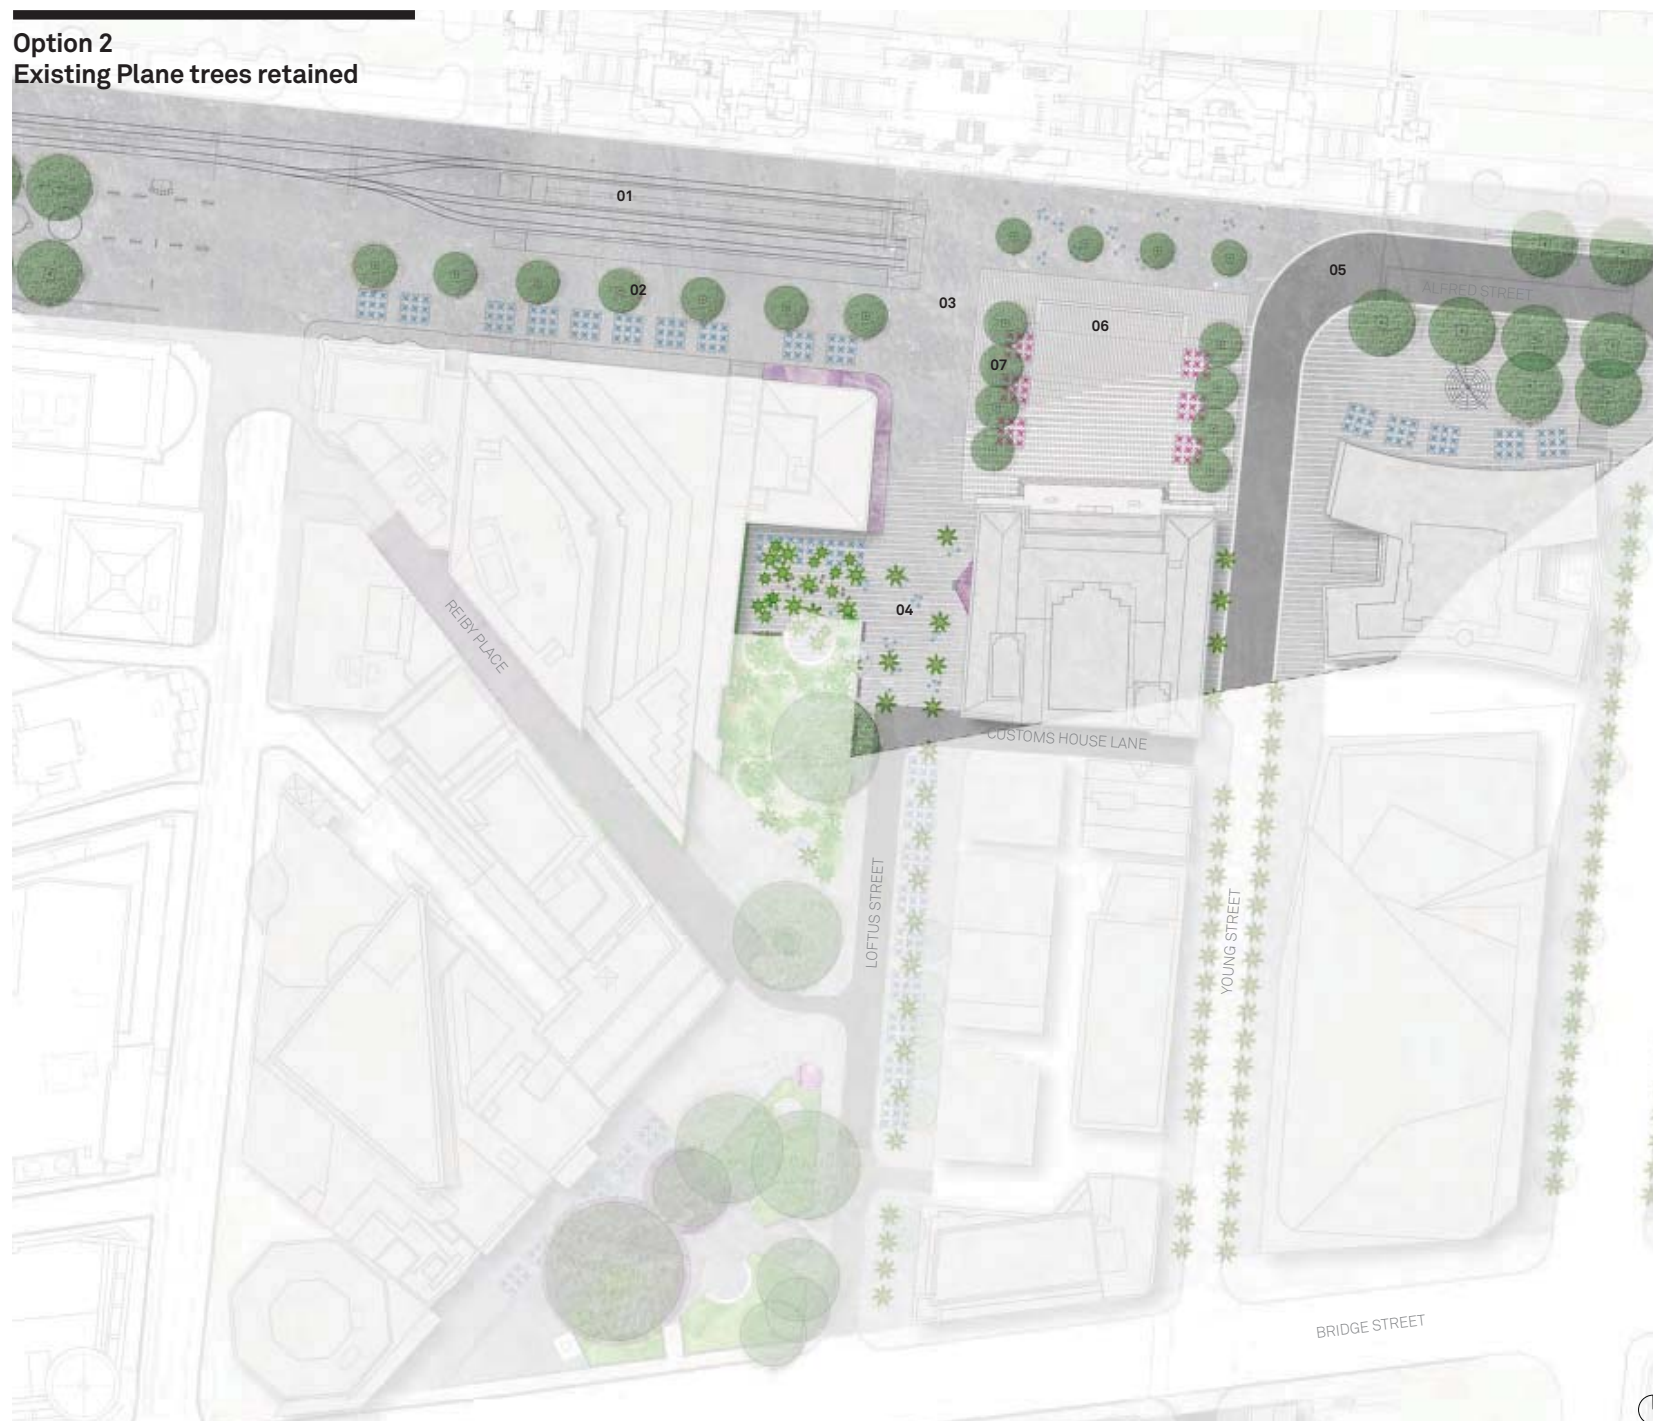 Option 2
Existing Plane trees retained
01
02
03
05
ALFRED STREET
06
07
04
REIBY PLACE
CUSTOMS HOUSE LANE
LOFTUS STREET
YOUNG STREET
BRIDGE STREET